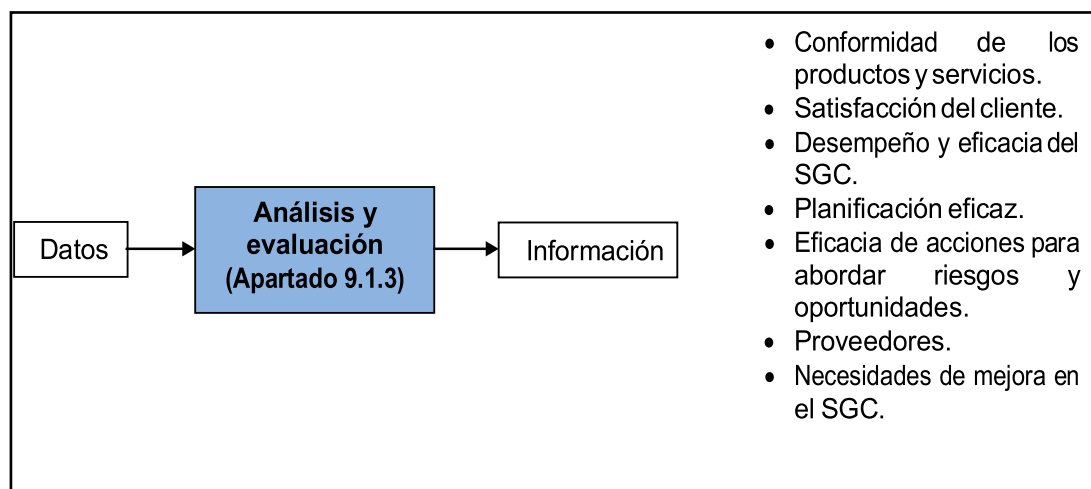 Datos
Análisis y
evaluación
(Apartado 9.1.3)
Información
• Conformidad de los
productos y servicios.
• Satisfacción del cliente.
• Desempeño y eficacia del
SGC.
• Planificación eficaz.
• Eficacia de acciones para
abordar riesgos y
oportunidades.
• Proveedores.
• Necesidades de mejora en
el SGC.